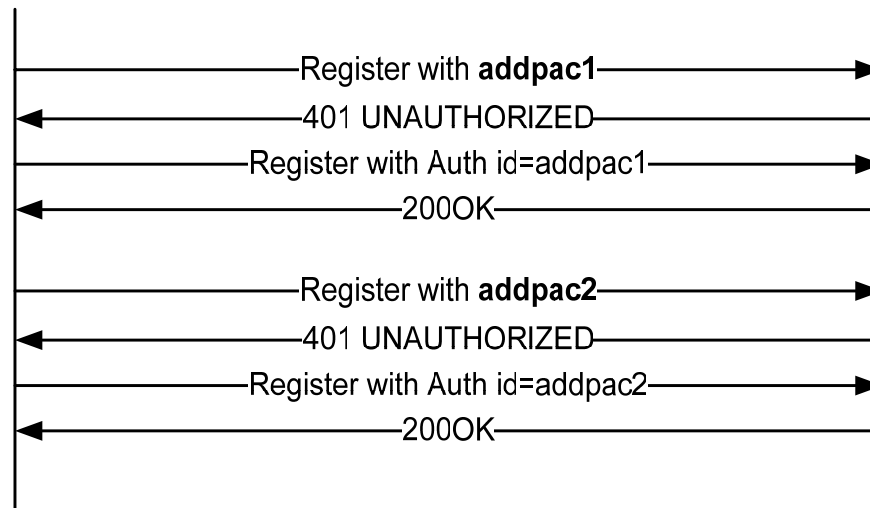 Register with addpac1
401 UNAUTHORIZED
Register with Auth id=addpac1
200OK
Register with addpac2
401 UNAUTHORIZED
Register with Auth id=addpac2
200OK